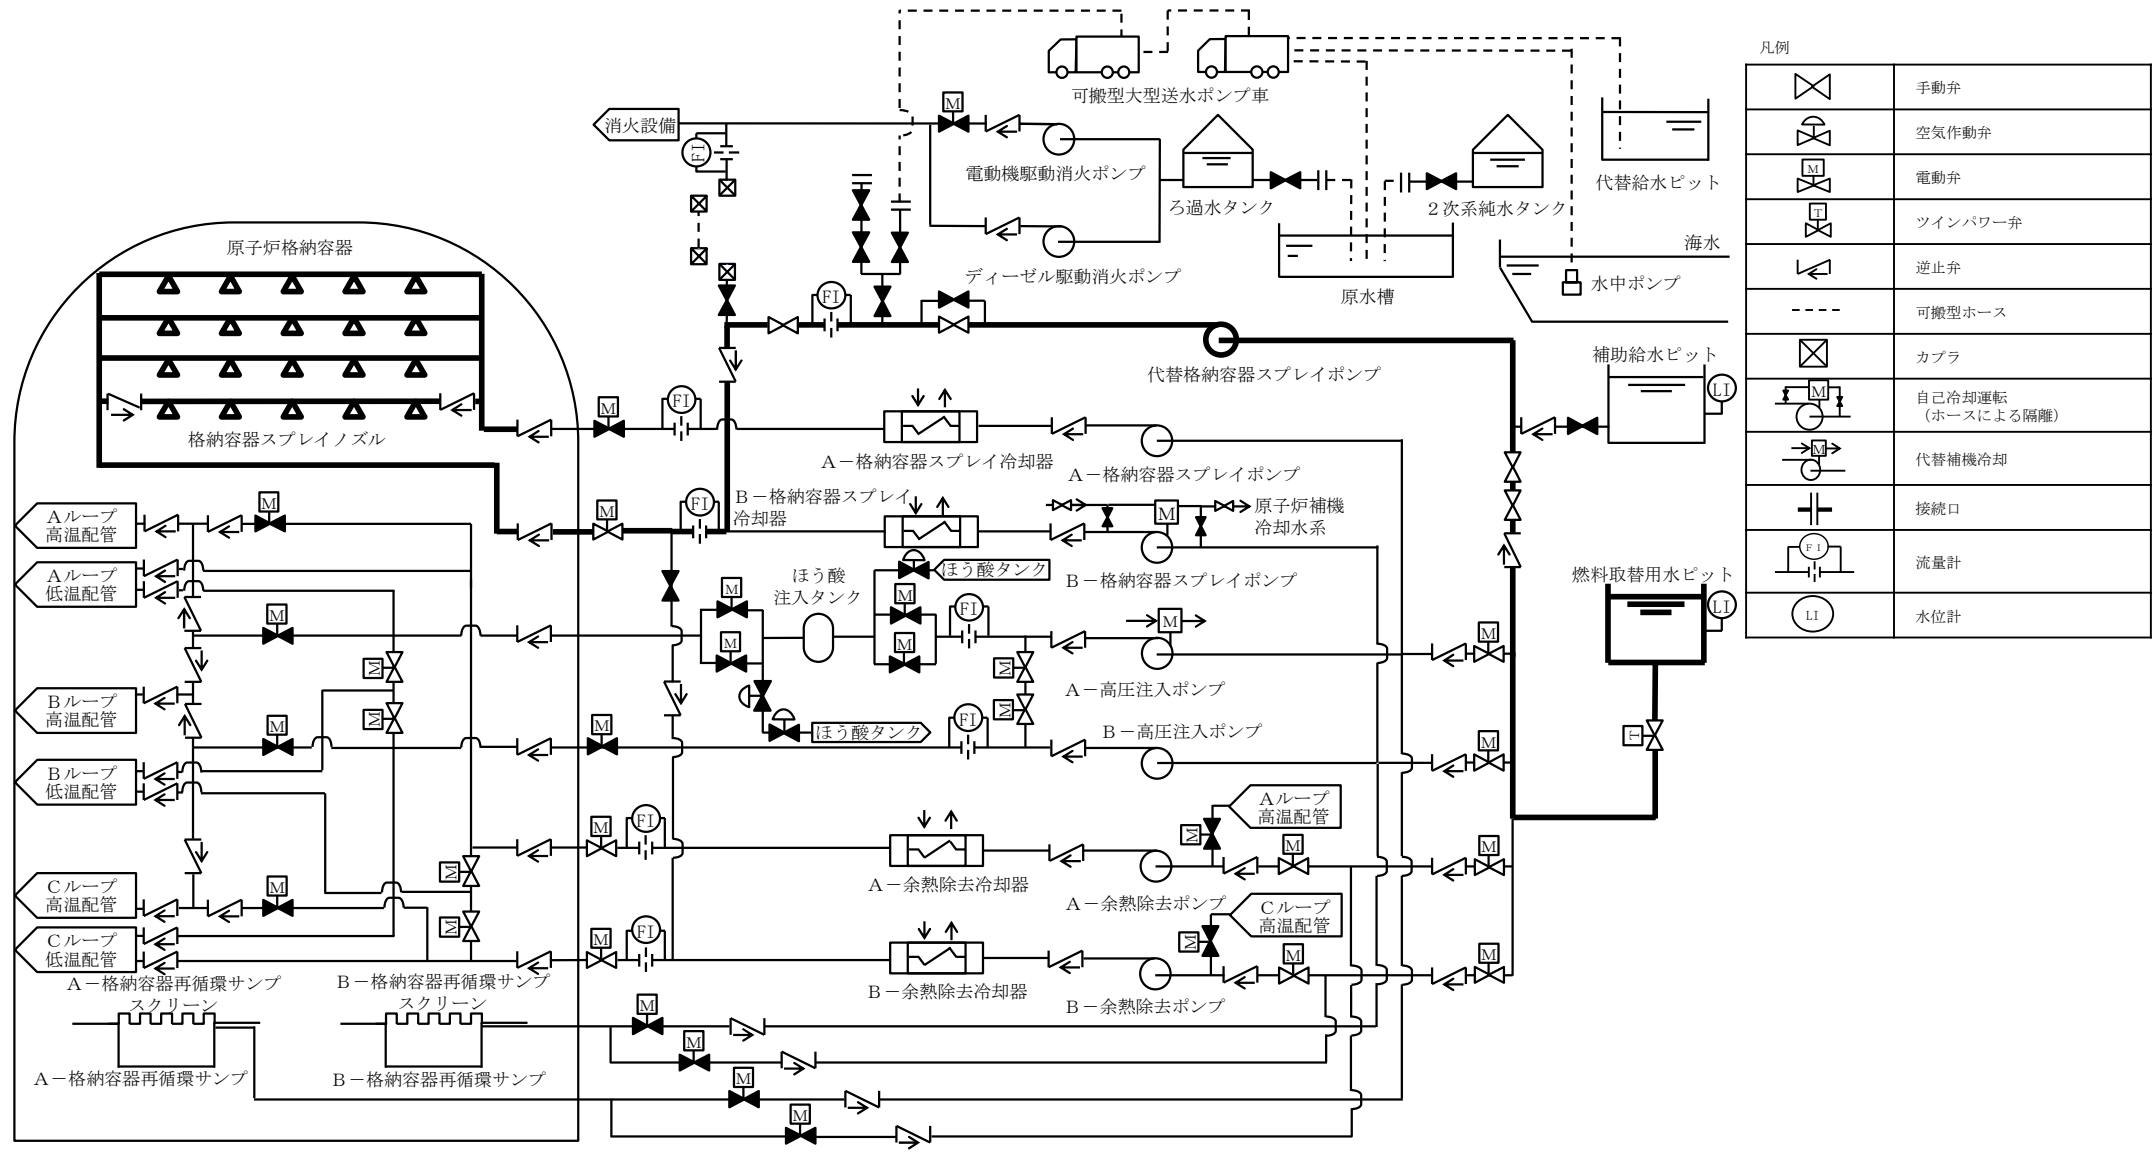 凡例
手動弁
空気作動弁
M
電動弁
T
ツインパワー弁
逆止弁
可搬型ホース
カプラ
M
自己冷却運転
（ホースによる隔離）
M
代替補機冷却
接続口
FI
流量計
LI
水位計
可搬型大型送水ポンプ車
消火設備
M
FI
電動機駆動消火ポンプ
ろ過水タンク
２次系純水タンク
代替給水ピット
ディーゼル駆動消火ポンプ
原水槽
海水
水中ポンプ
原子炉格納容器
FI
代替格納容器スプレイポンプ
補助給水ピット
LI
格納容器スプレイノズル
M
FI
A－格納容器スプレイ冷却器
A－格納容器スプレイポンプ
B－格納容器スプレイ
冷却器
M
FI
M
原子炉補機
冷却水系
B－格納容器スプレイポンプ
Aループ
高温配管
M
Aループ
低温配管
M
ほう酸
注入タンク
M
M
ほう酸タンク
M
M
FI
M
A－高圧注入ポンプ
M
M
M
M
M
燃料取替用水ピット
LI
T
Bループ
高温配管
M
M
ほう酸タンク
FI
B－高圧注入ポンプ
M
Bループ
低温配管
M
FI
A－余熱除去冷却器
A－余熱除去ポンプ
Aループ
高温配管
M
M
M
Cループ
高温配管
M
M
M
Cループ
低温配管
M
FI
B－余熱除去冷却器
B－余熱除去ポンプ
Cループ
高温配管
M
M
M
A－格納容器再循環サンプ
スクリーン
B－格納容器再循環サンプ
スクリーン
A－格納容器再循環サンプ
B－格納容器再循環サンプ
M
M
M
M